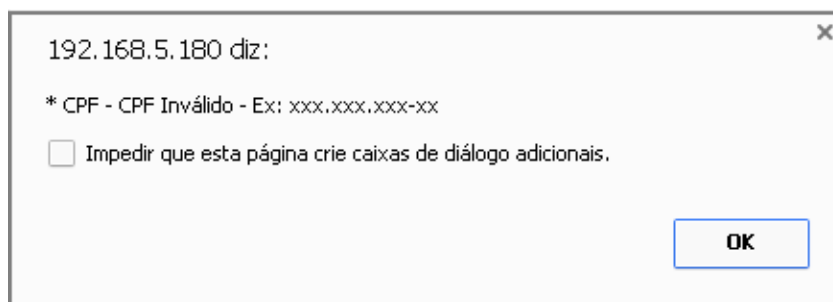 192.168.5.180 diz:
* CPF - CPF Inválido - Ex: xxx.xxx.xxx-xx
Impedir que esta página crie caixas de diálogo adicionais.
OK